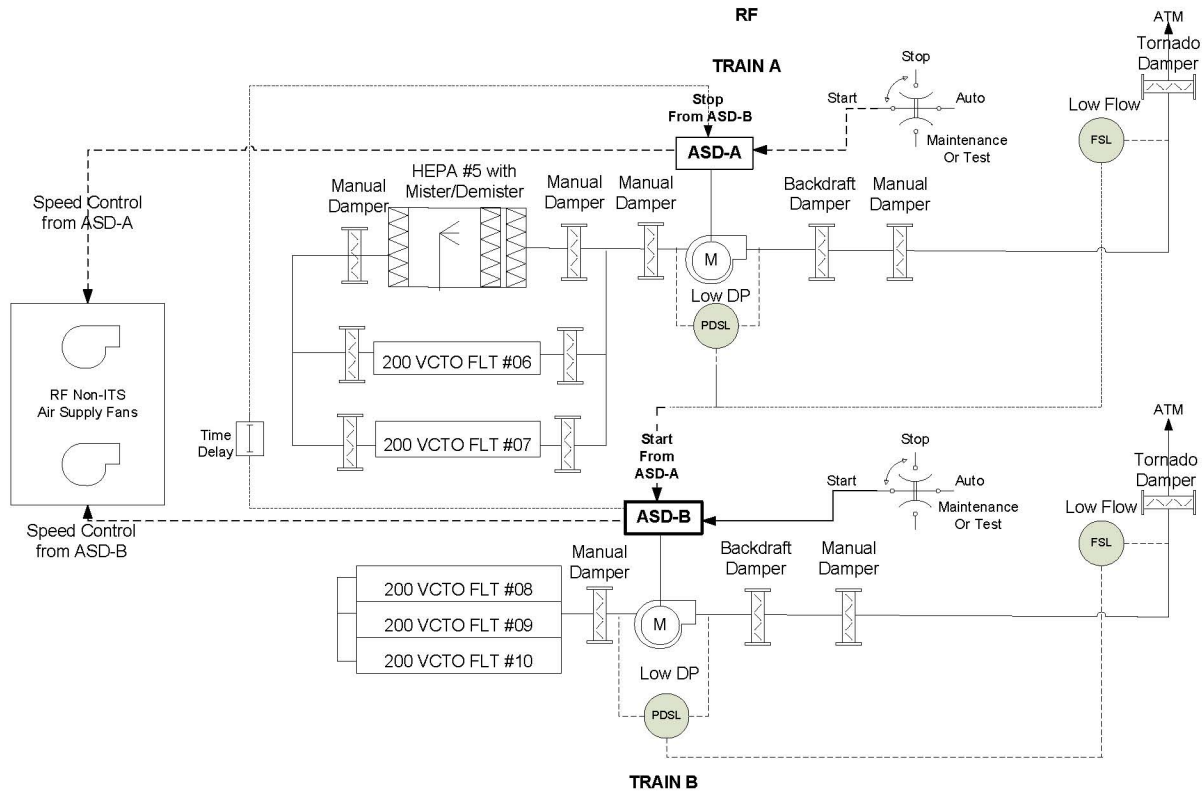 RF
ATM
Tornado
Damper
TRAIN A
Stop
Stop
From ASD-B
Start
Auto
Low Flow
FSL
Maintenance
Or Test
ASD-A
HEPA #5 with
Mister/Demister
Manual
Damper
Manual
Damper
Manual
Damper
Backdraft
Damper
Manual
Damper
Speed Control
from ASD-A
M
Low DP
PDSL
200 VCTO FLT #06
RF Non-ITS
Air Supply Fans
200 VCTO FLT #07
Time
Delay
Start
From
ASD-A
ATM
Tornado
Damper
Stop
Start
Auto
Low Flow
FSL
Maintenance
Or Test
ASD-B
Speed Control
from ASD-B
Manual
Damper
Backdraft
Damper
Manual
Damper
200 VCTO FLT #08
200 VCTO FLT #09
200 VCTO FLT #10
M
Low DP
PDSL
TRAIN B